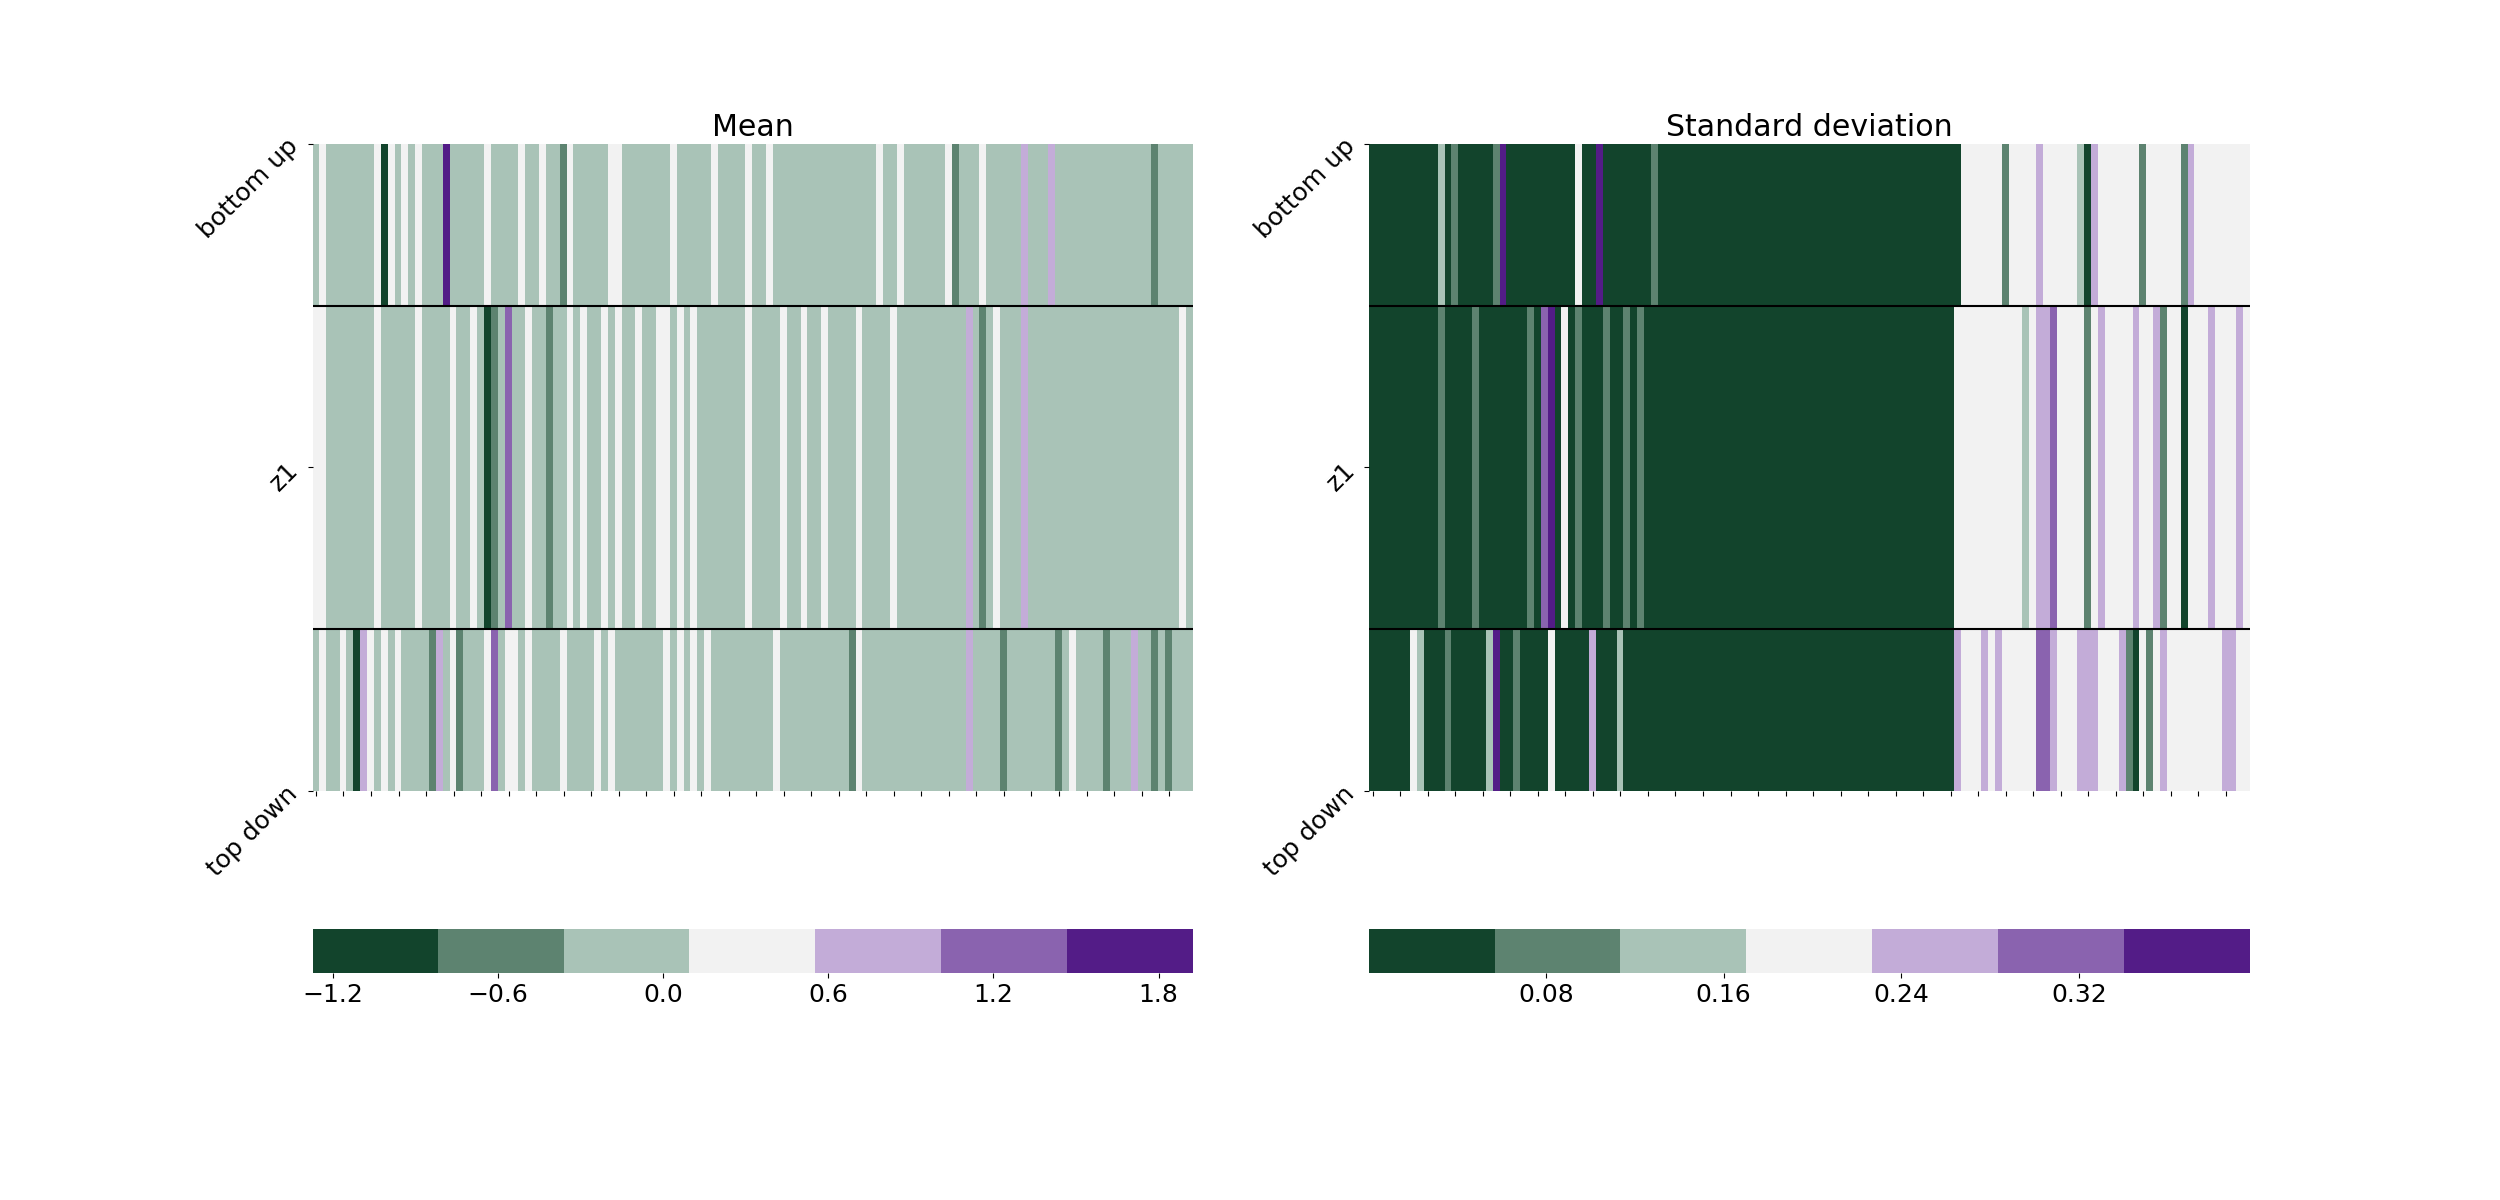 Mean
bottom up
z1
top down
−1.2 −0.6 0.0 0.6 1.2 1.8
Standard deviation
bottom up
z1
top down
0.08 0.16 0.24 0.32